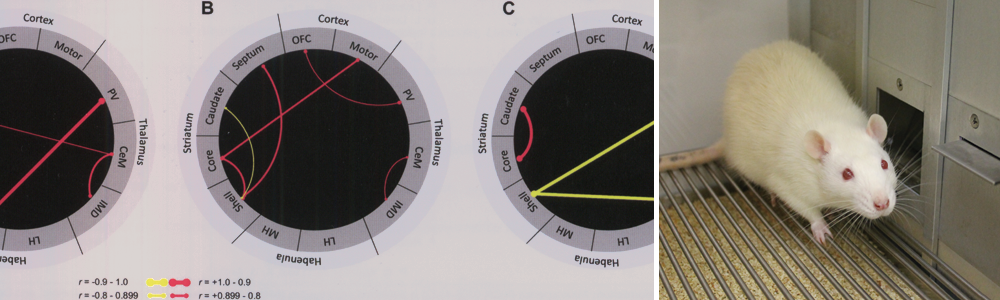 Cortex
OFC
Motor
PV
Thalamus
CeM
IMD
LH
Habenula
B
Cortex
Septum
OFC
Motor
PV
Caudate
Striatum
Thalamus
Core
CeM
Shell
IMD
MH
LH
Habenula
C
Cortex
Septum
OFC
Caudate
Striatum
Core
Shell
MH
LH
Habenula
r = -0.9 - 1.0
r = +1.0 - 0.9
r = -0.8 - 0.899
r = +0.899 - 0.8